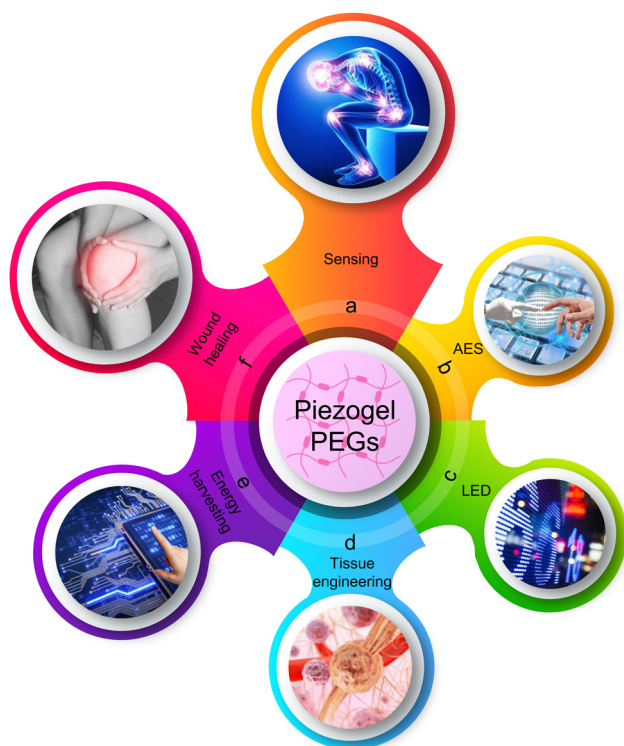 Sensing
a
AES
b
LED
c
d
Tissue
engineering
Energy
harvesting
e
Wound
healing
f
Piezogel
PEGs